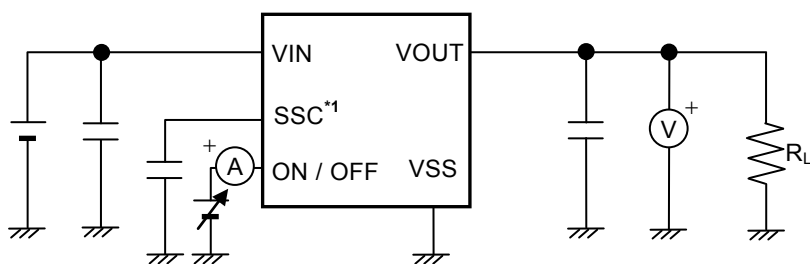 VIN VOUT
SSC*1
+ A ON / OFF VSS
V +
RL